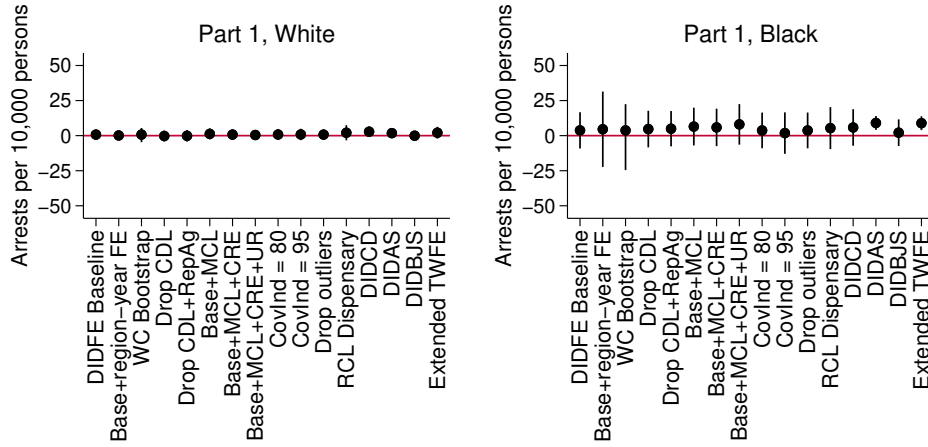 Part 1, White
Arrests per 10,000 persons
50
25
0
−25
−50
DIDFE Baseline
Base+region−year FE
WC Bootstrap
Drop CDL
Drop CDL+RepAg
Base+MCL
Base+MCL+CRE
Base+MCL+CRE+UR
CovInd = 80
CovInd = 95
Drop outliers
RCL Dispensary
DIDCD
DIDAS
DIDBJS
Extended TWFE
Part 1, Black
Arrests per 10,000 persons
50
25
0
−25
−50
DIDFE Baseline
Base+region−year FE
WC Bootstrap
Drop CDL
Drop CDL+RepAg
Base+MCL
Base+MCL+CRE
Base+MCL+CRE+UR
CovInd = 80
CovInd = 95
Drop outliers
RCL Dispensary
DIDCD
DIDAS
DIDBJS
Extended TWFE